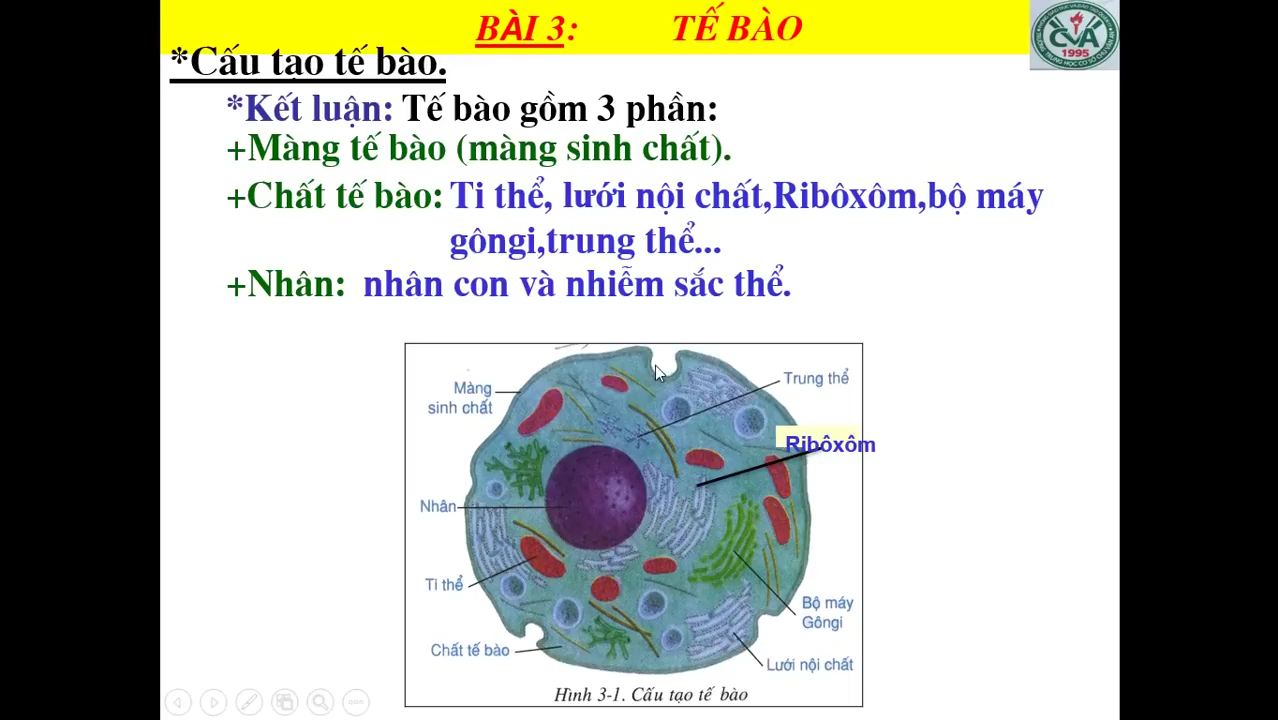 BÀI 3: TẾ BÀO
CVA
1995
*Cấu tạo tế bào.
*Kết luận: Tế bào gồm 3 phần:
+Màng tế bào (màng sinh chất).
+Chất tế bào: Ti thể, lưới nội chất,Ribôxôm,bộ máy
gôngi,trung thể...
+Nhân: nhân con và nhiễm sắc thể.
Trung thể
Màng
sinh chất
Ribôxôm
Nhân
Ti thể
Bộ máy
Gôngi
Chất tế bào
Lưới nội chất
Hình 3-1. Cấu tạo tế bào